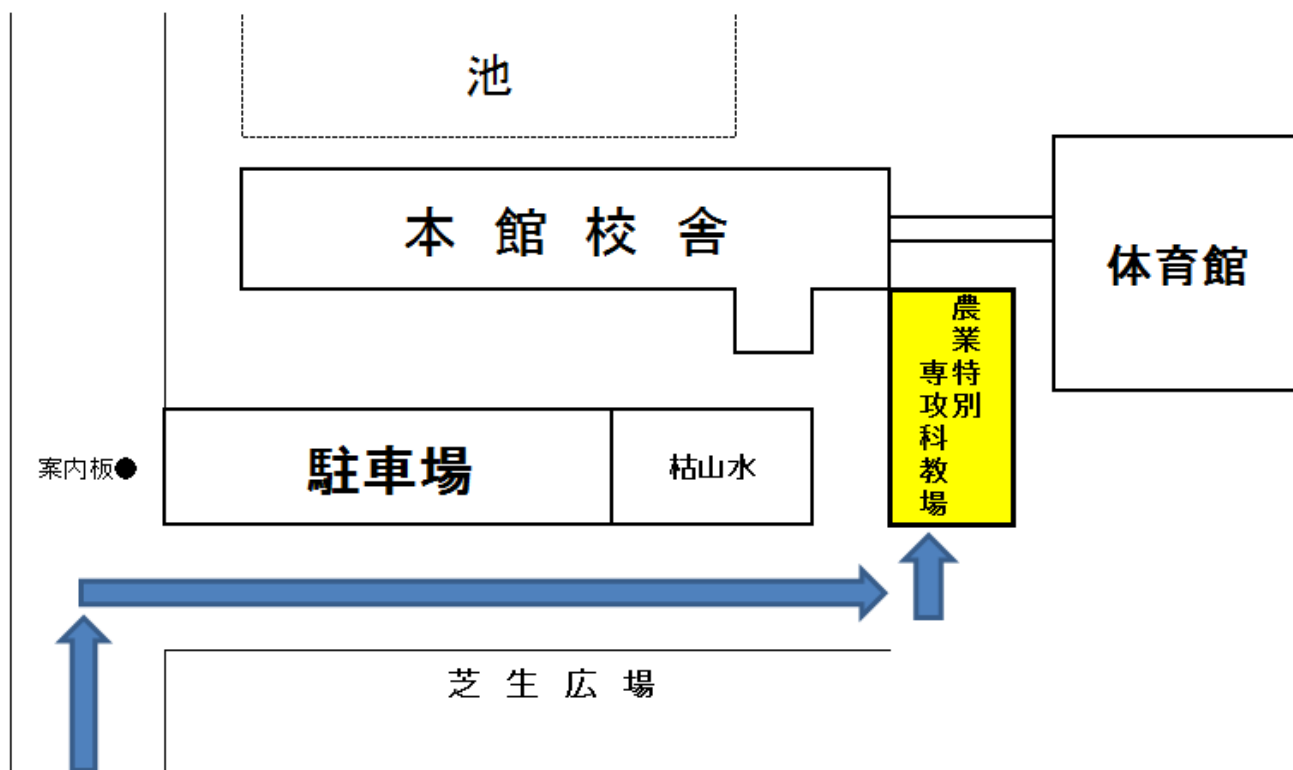 池
本館校舎
体育館
農業特別
専攻科教場
案内板●
駐車場
枯山水
芝生広場